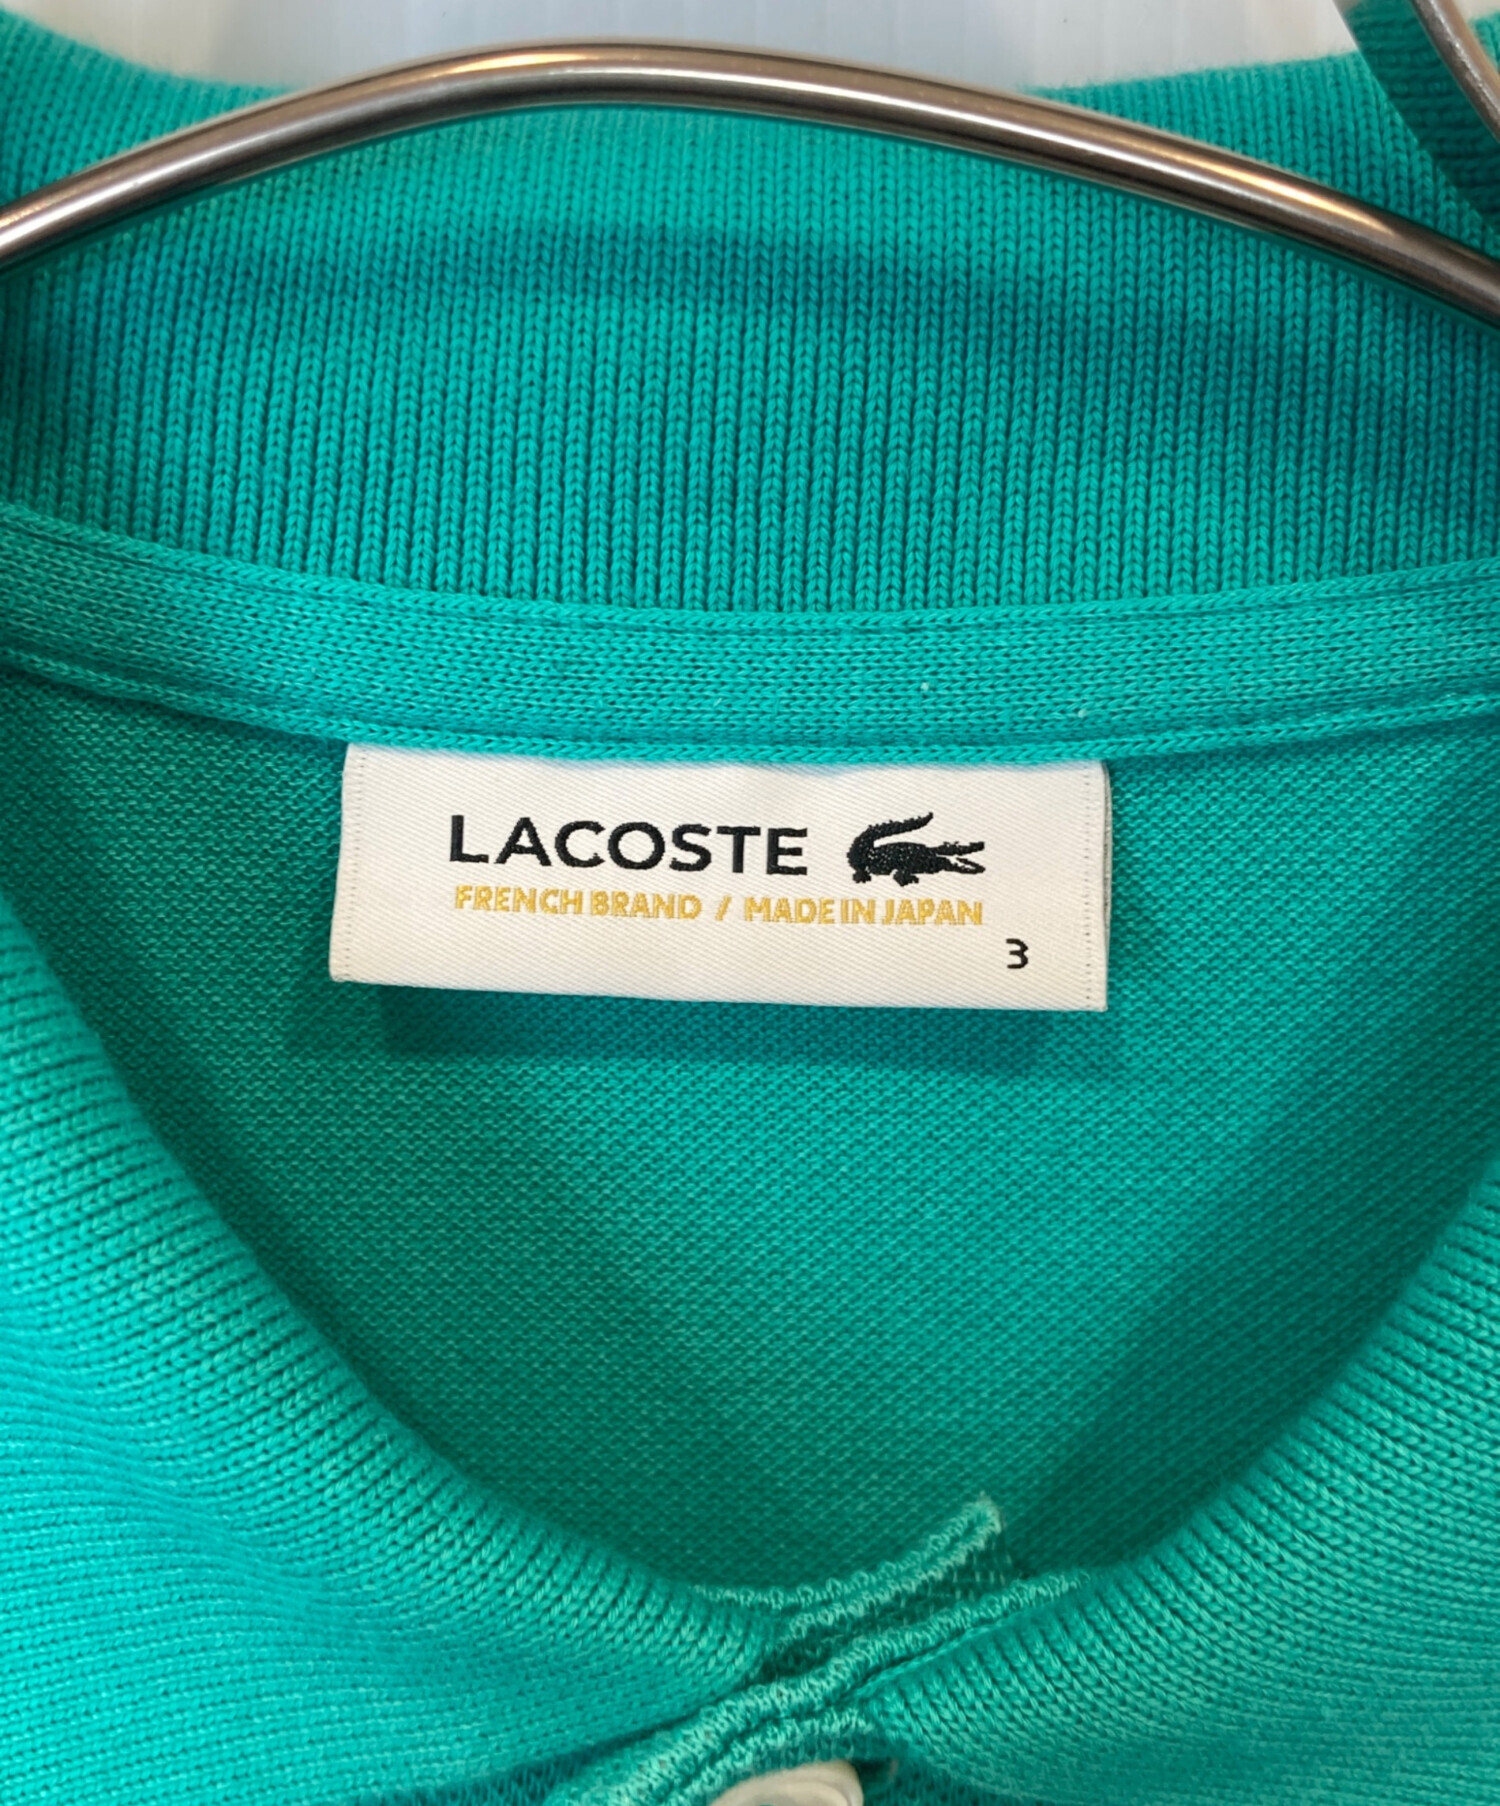 LACOSTE
FRENCH BRAND / MADE IN JAPAN
3